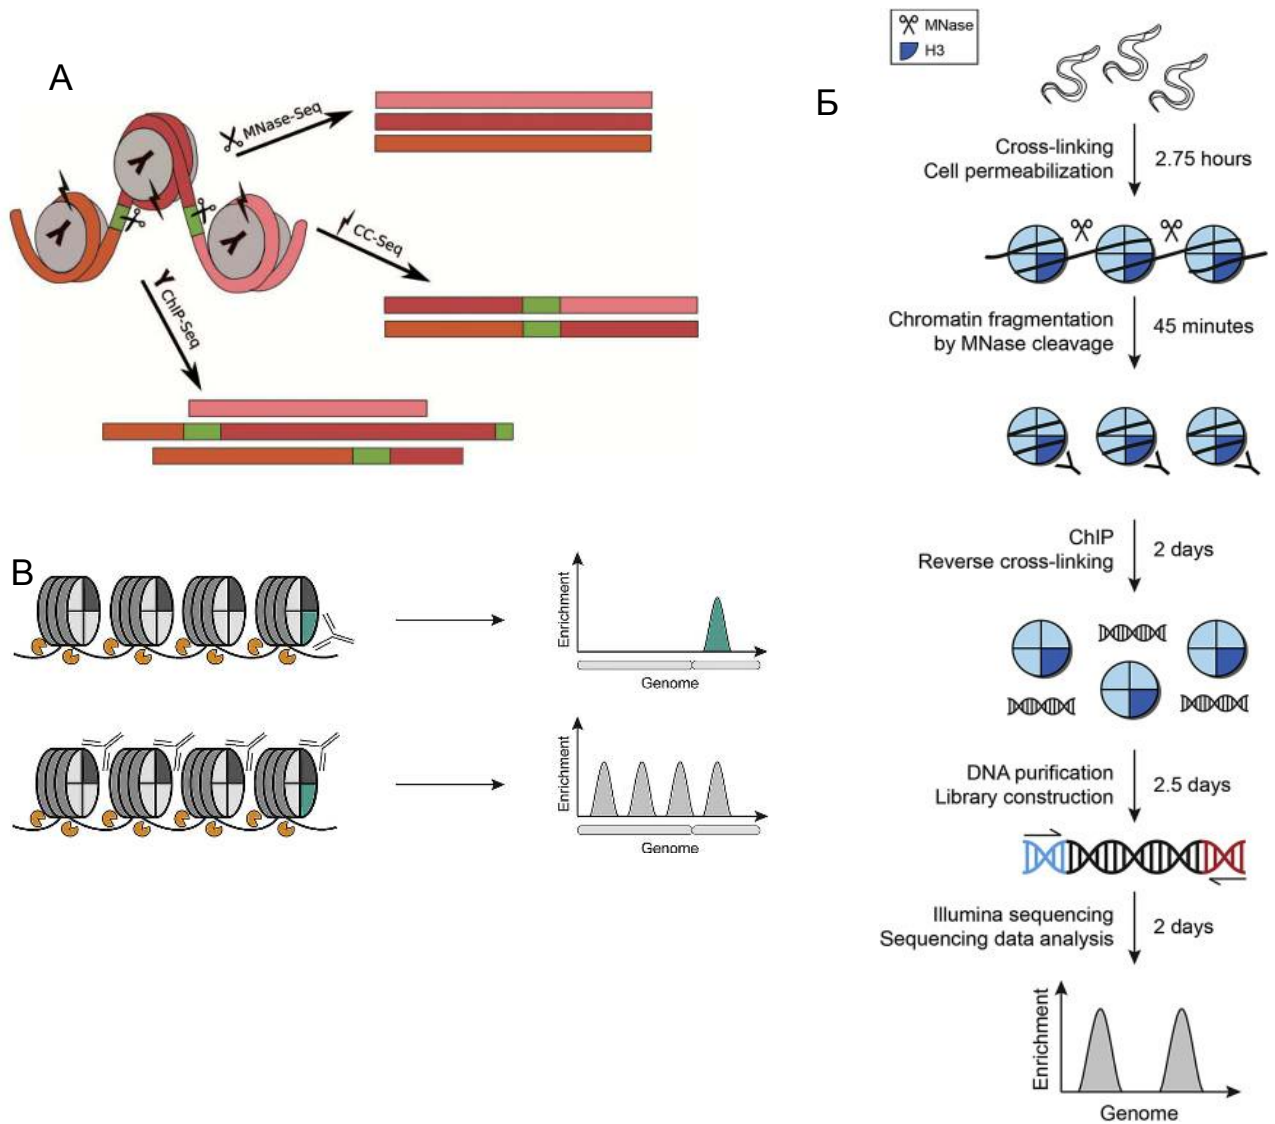 А
MNase-Seq
CC-Seq
ChIP-Seq
Б
MNase
H3
Cross-linking
Cell permeabilization
2.75 hours
Chromatin fragmentation
by MNase cleavage
45 minutes
ChIP
Reverse cross-linking
2 days
DNA purification
Library construction
2.5 days
Illumina sequencing
Sequencing data analysis
2 days
Enrichment
Genome
В
Enrichment
Genome
Enrichment
Genome